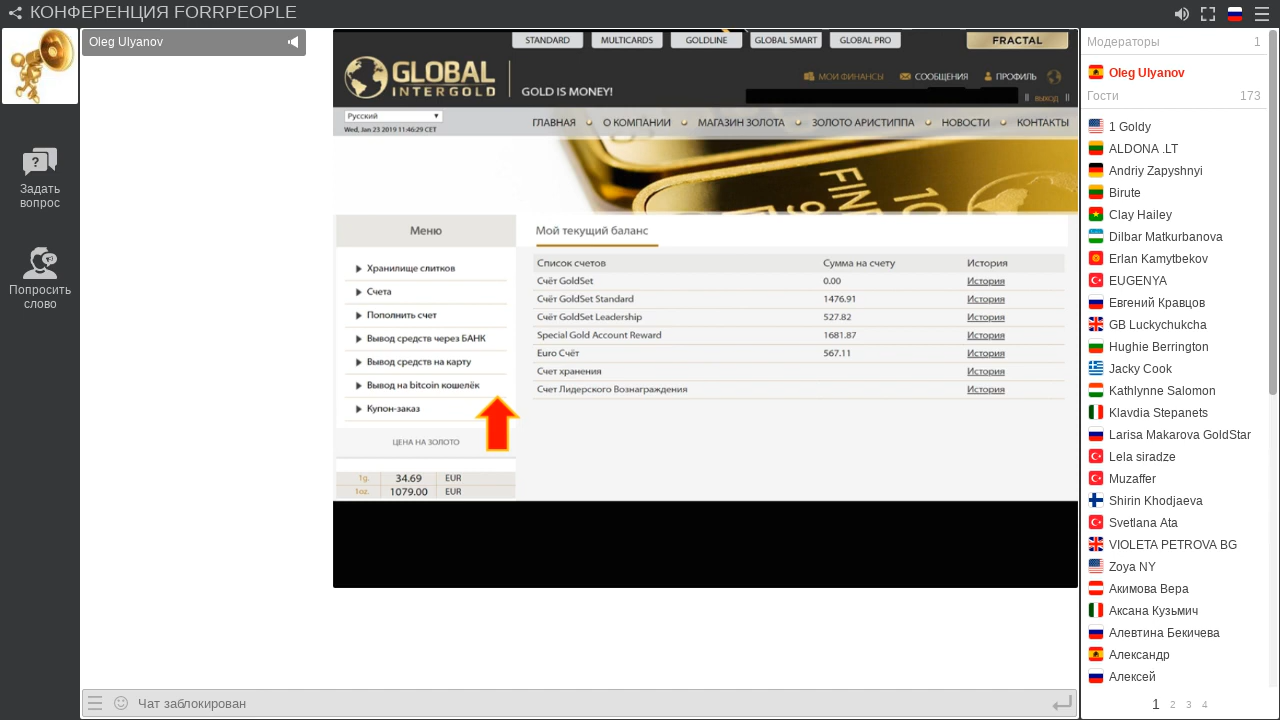 КОНФЕРЕНЦИЯ FORRPEOPLE
Задать
вопрос
Попросить
слово
Oleg Ulyanov
STANDARD
MULTICARDS
GOLDLINE
GLOBAL SMART
GLOBAL PRO
FRACTAL
GLOBAL
INTERGOLD
GOLD IS MONEY!
МОИ ФИНАНСЫ
СООБЩЕНИЯ
ПРОФИЛЬ
ВЫХОД
Русский
Wed, Jan 23 2019 11:46:29 CET
ГЛАВНАЯ
О КОМПАНИИ
МАГАЗИН ЗОЛОТА
ЗОЛОТО АРИСТИППА
НОВОСТИ
КОНТАКТЫ
Меню
Хранилище слитков
Счета
Пополнить счет
Вывод средств через БАНК
Вывод средств на карту
Вывод на bitcoin кошелёк
Купон-заказ
ЦЕНА НА ЗОЛОТО
1g. 34.69 EUR
1oz. 1079.00 EUR
Мой текущий баланс
Список счетов Сумма на счету История
Счёт GoldSet 0.00 История
Счёт GoldSet Standard 1476.91 История
Счёт GoldSet Leadership 527.82 История
Special Gold Account Reward 1681.87 История
Euro Счёт 567.11 История
Счет хранения История
Счет Лидерского Вознаграждения История
Чат заблокирован
Модераторы 1
Oleg Ulyanov
Гости 173
1 Goldy
ALDONA .LT
Andriy Zapyshnyi
Birute
Clay Hailey
Dilbar Matkurbanova
Erlan Kamytbekov
EUGENYA
Евгений Кравцов
GB Luckychukcha
Hughie Berrington
Jacky Cook
Kathlynne Salomon
Klavdia Stepanets
Larisa Makarova GoldStar
Lela siradze
Muzaffer
Shirin Khodjaeva
Svetlana Ata
VIOLETA PETROVA BG
Zoya NY
Акимова Вера
Аксана Кузьмич
Алевтина Бекичева
Александр
Алексей
1 2 3 4